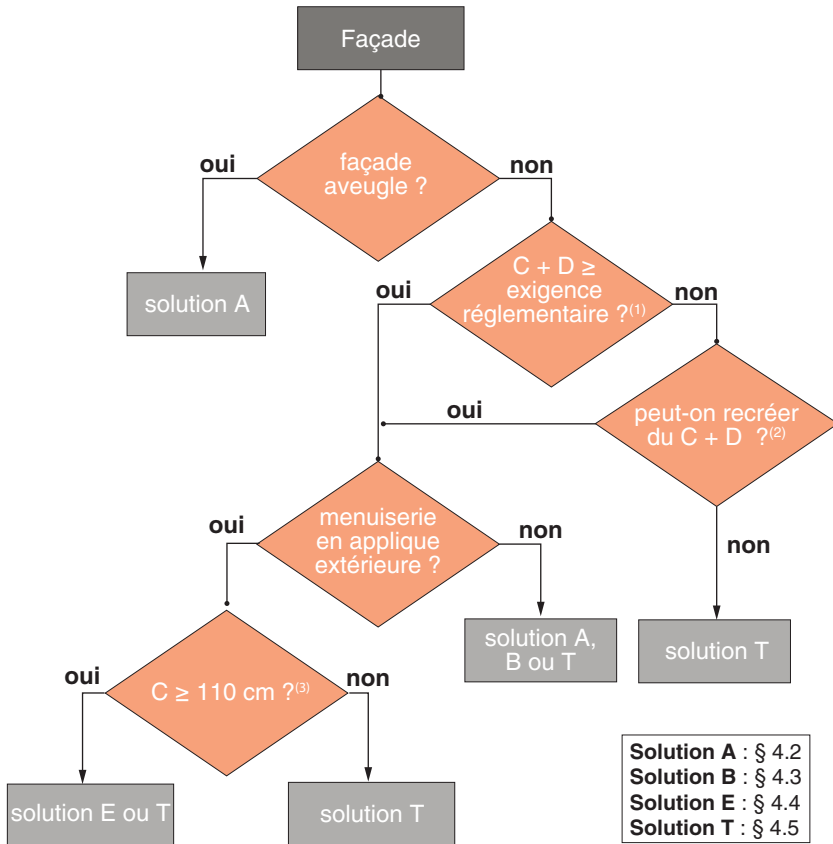 Façade
façade
aveugle ?
oui
non
solution A
C + D ≥
exigence
réglementaire ?(1)
oui
non
peut-on recréer
du C + D ?(2)
oui
non
menuiserie
en applique
extérieure ?
oui
non
solution A,
B ou T
solution T
C ≥ 110 cm ?(3)
oui
non
solution E ou T
solution T
Solution A : § 4.2
Solution B : § 4.3
Solution E : § 4.4
Solution T : § 4.5